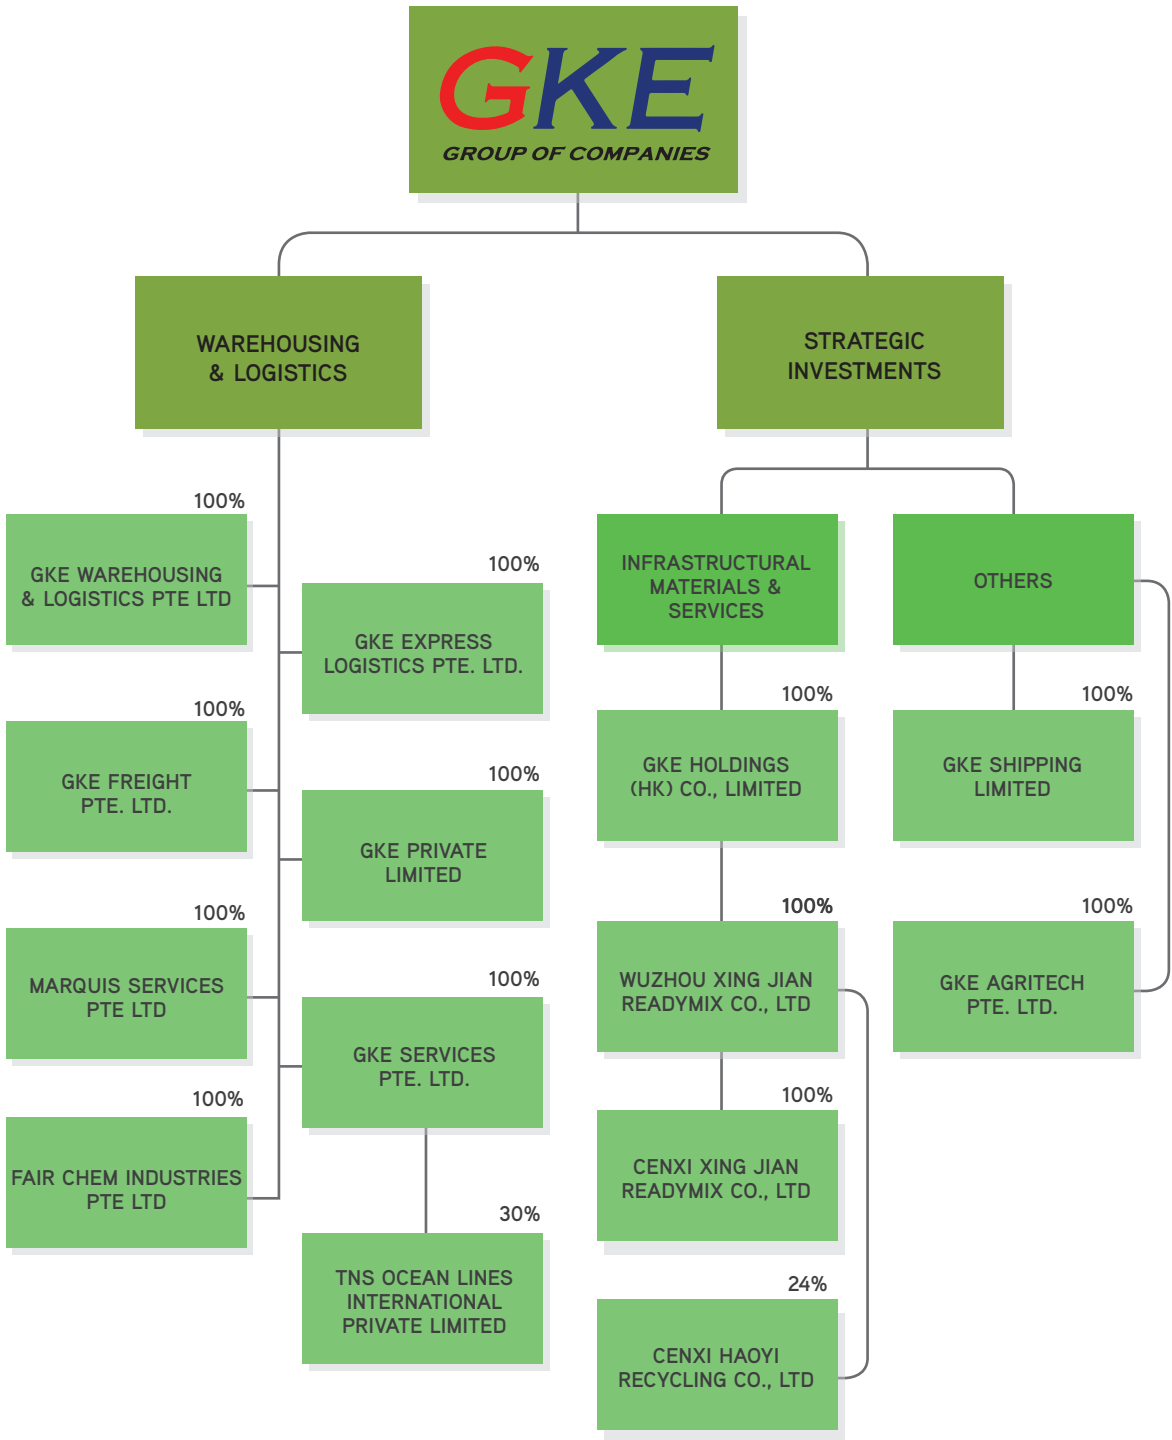 GKE
GROUP OF COMPANIES
WAREHOUSING
& LOGISTICS
100%
GKE WAREHOUSING
& LOGISTICS PTE LTD
100%
GKE EXPRESS
LOGISTICS PTE. LTD.
100%
GKE FREIGHT
PTE. LTD.
100%
GKE PRIVATE
LIMITED
100%
MARQUIS SERVICES
PTE LTD
100%
GKE SERVICES
PTE. LTD.
100%
FAIR CHEM INDUSTRIES
PTE LTD
30%
TNS OCEAN LINES
INTERNATIONAL
PRIVATE LIMITED
STRATEGIC
INVESTMENTS
INFRASTRUCTURAL
MATERIALS &
SERVICES
100%
GKE HOLDINGS
(HK) CO., LIMITED
100%
WUZHOU XING JIAN
READYMIX CO., LTD
100%
CENXI XING JIAN
READYMIX CO., LTD
24%
CENXI HAOYI
RECYCLING CO., LTD
OTHERS
100%
GKE SHIPPING
LIMITED
100%
GKE AGRITECH
PTE. LTD.